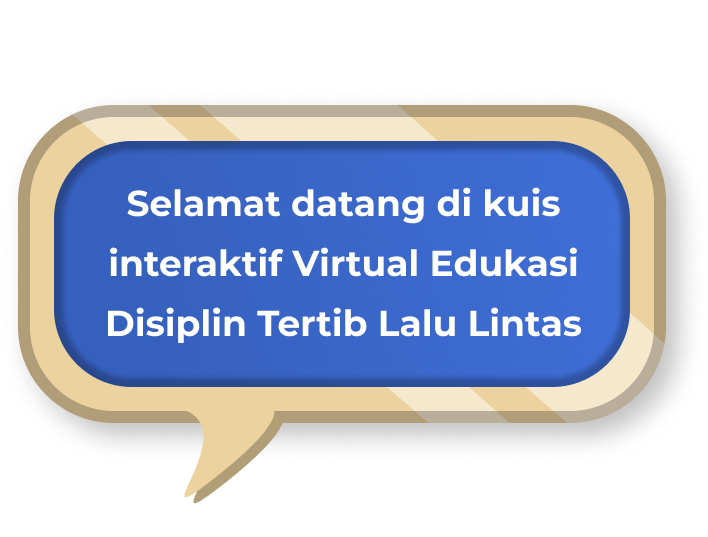 Selamat datang di kuis
interaktif Virtual Edukasi
Disiplin Tertib Lalu Lintas